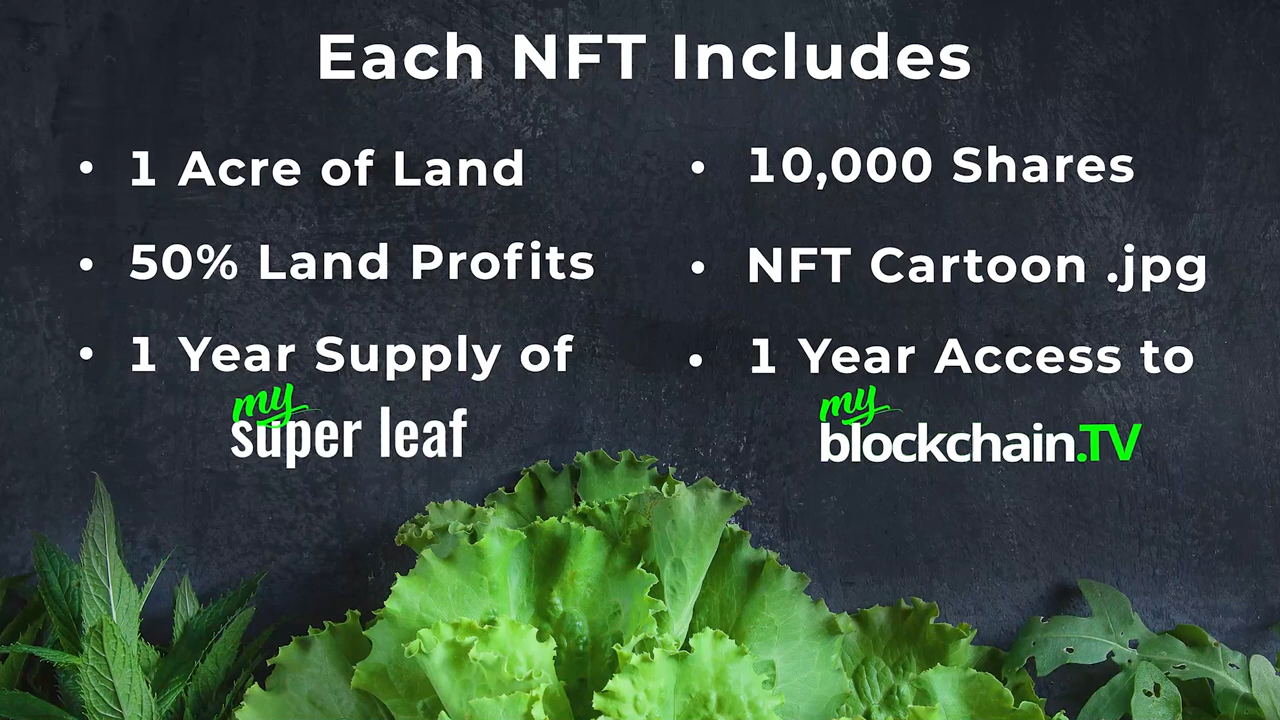 Each NFT Includes
• 1 Acre of Land
• 50% Land Profits
• 1 Year Supply of
my
super leaf
• 10,000 Shares
• NFT Cartoon .jpg
• 1 Year Access to
my
blockchain.TV